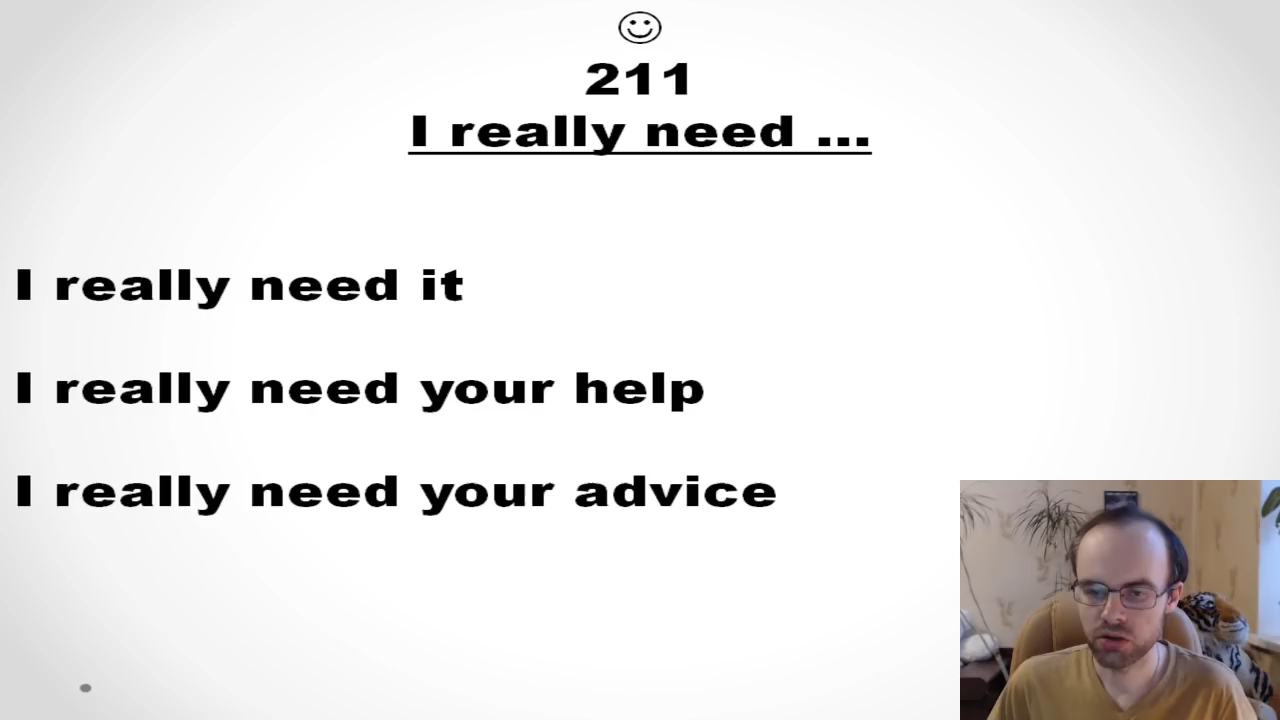 211
I really need ...
I really need it
I really need your help
I really need your advice